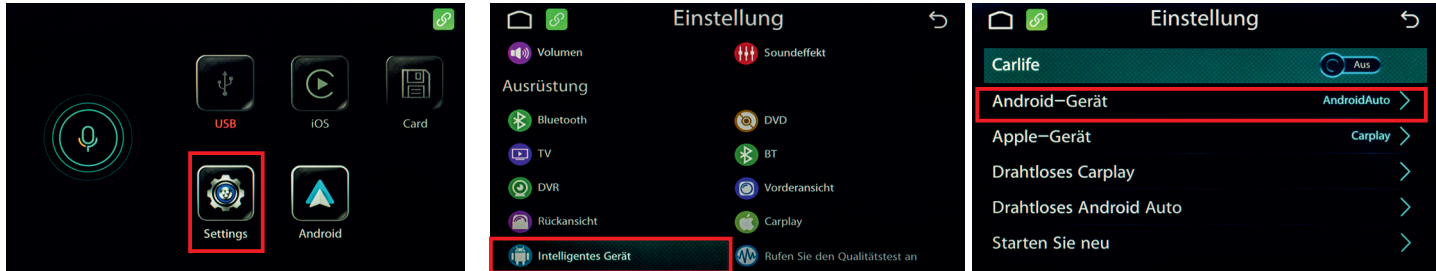 USB
iOS
Card
Settings
Android
Einstellung
Volumen
Soundeffekt
Ausrüstung
Bluetooth
DVD
TV
BT
DVR
Vorderansicht
Rückansicht
Carplay
Intelligentes Gerät
Rufen Sie den Qualitätstest an
Einstellung
Carlife
Aus
Android-Gerät
AndroidAuto
Apple-Gerät
Carplay
Drahtloses Carplay
Drahtloses Android Auto
Starten Sie neu